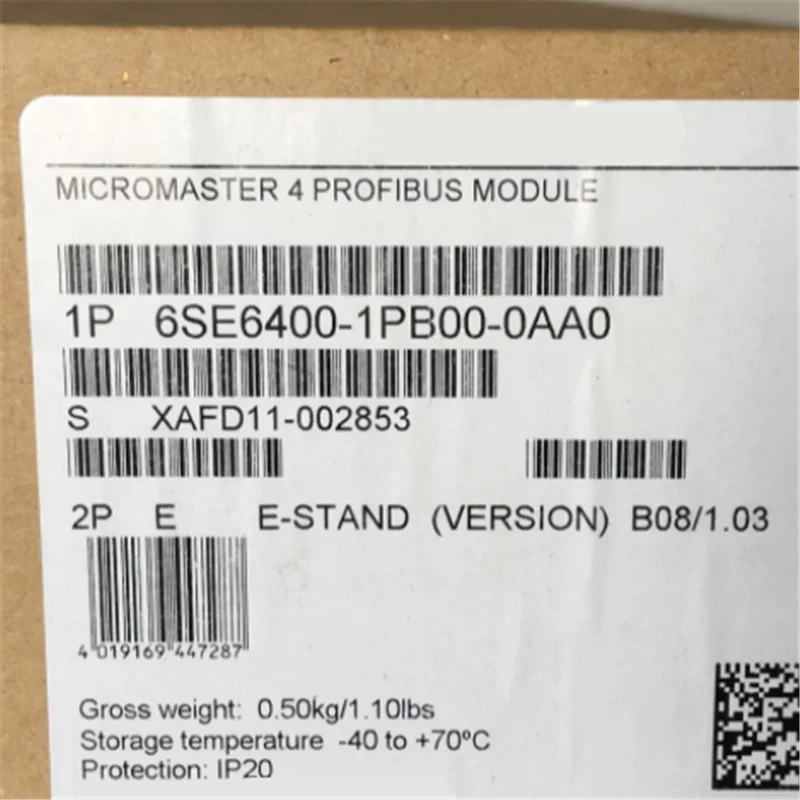 MICROMASTER 4 PROFIBUS MODULE
1P 6SE6400-1PB00-0AA0
S XAFD11-002853
2P E E-STAND (VERSION) B08/1.03
4 019169 447287
Gross weight: 0.50kg/1.10lbs
Storage temperature -40 to +70ºC
Protection: IP20